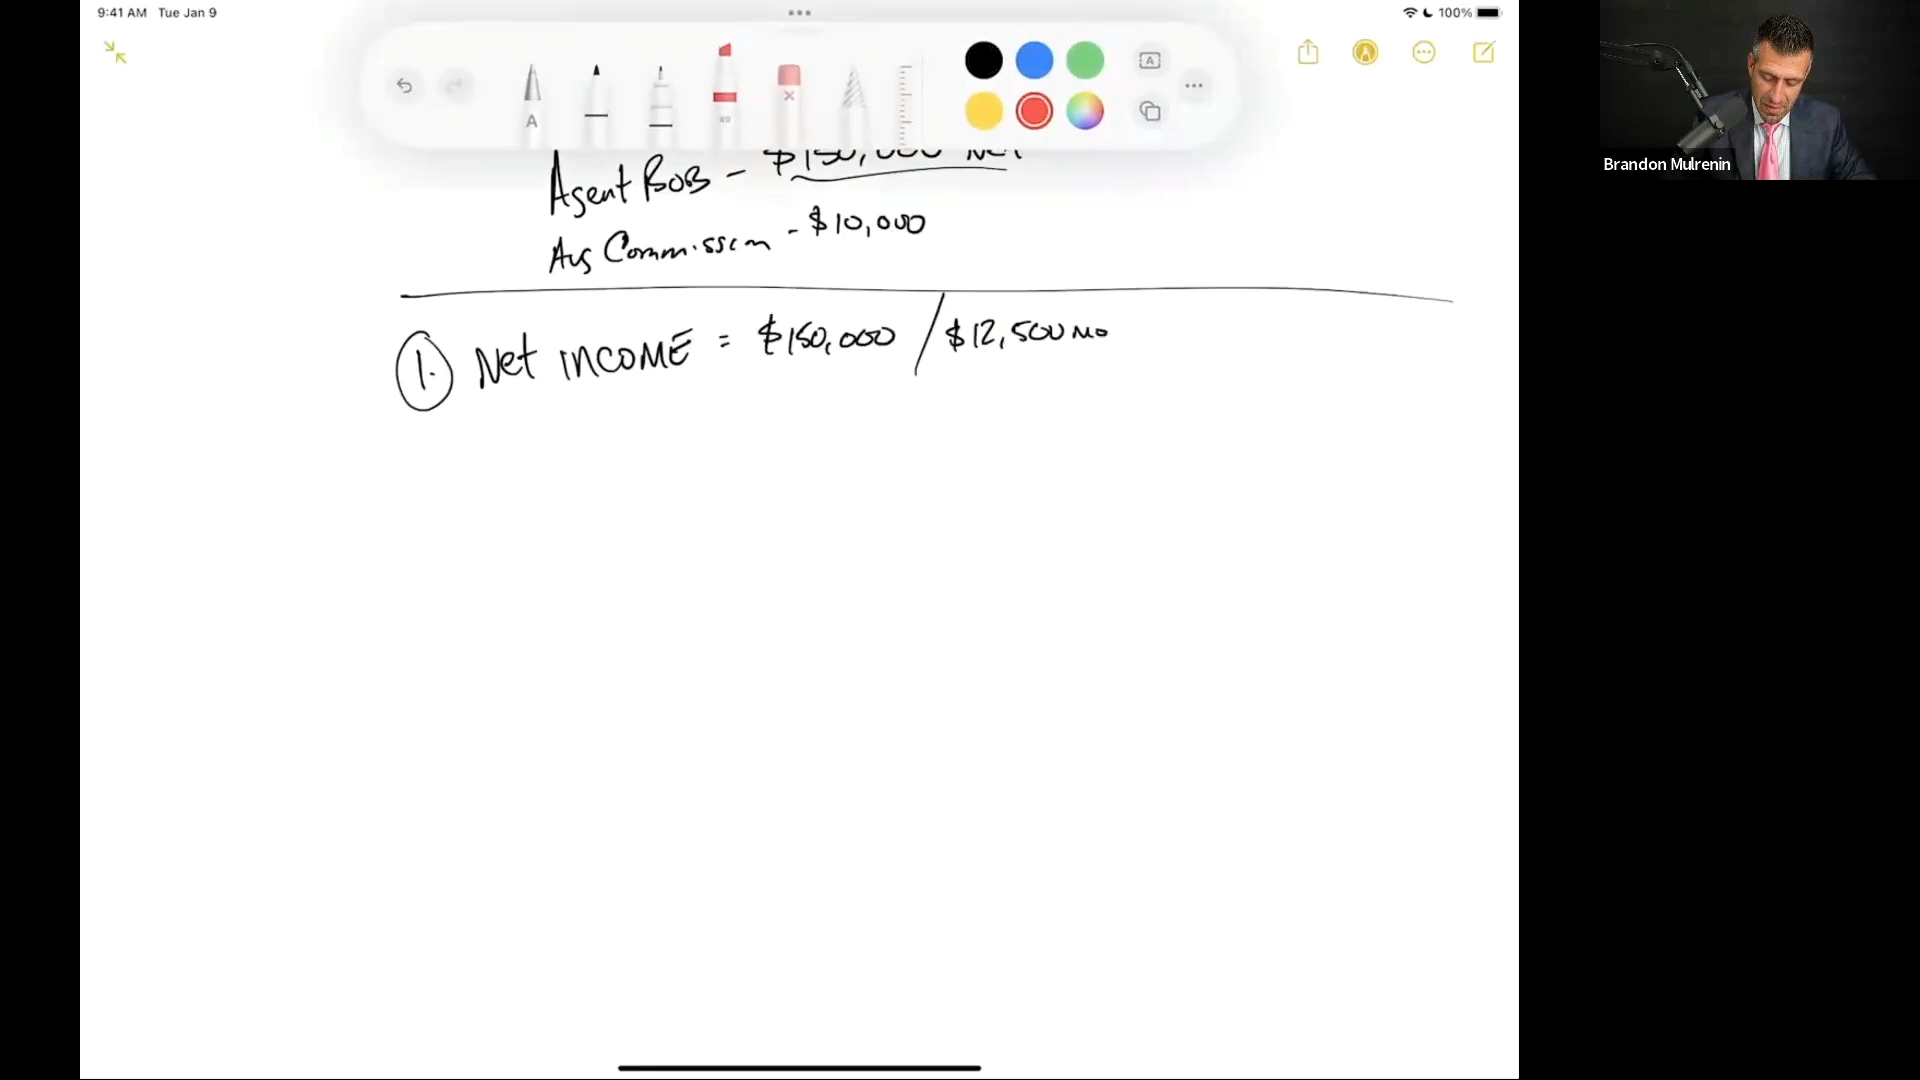 9:41 AM Tue Jan 9
100%
A
A
80
Brandon Mulrenin
Agent BOB - $150,000 Net
Avg Commission - $10,000
1. Net INCOME = $150,000 / $12,500 MO